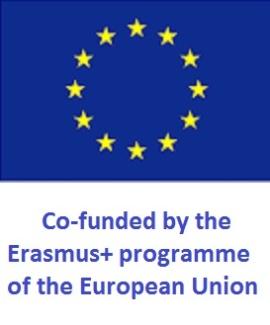 Co-funded by the
Erasmus+ programme
of the European Union